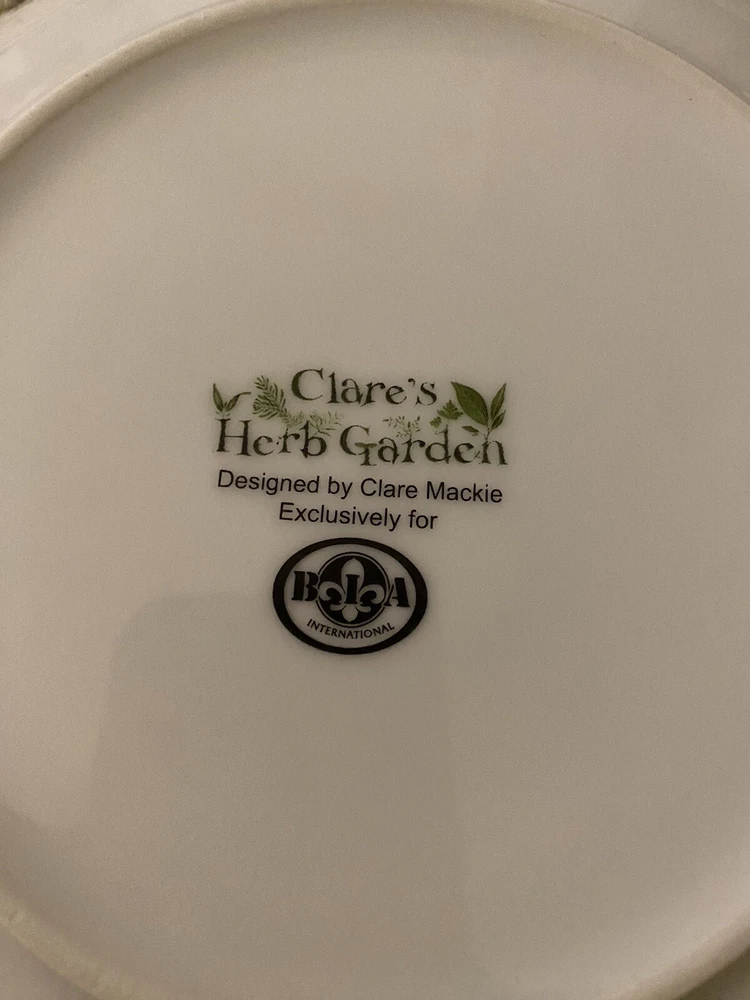 Clare's
Herb Garden
Designed by Clare Mackie
Exclusively for
BIA
INTERNATIONAL